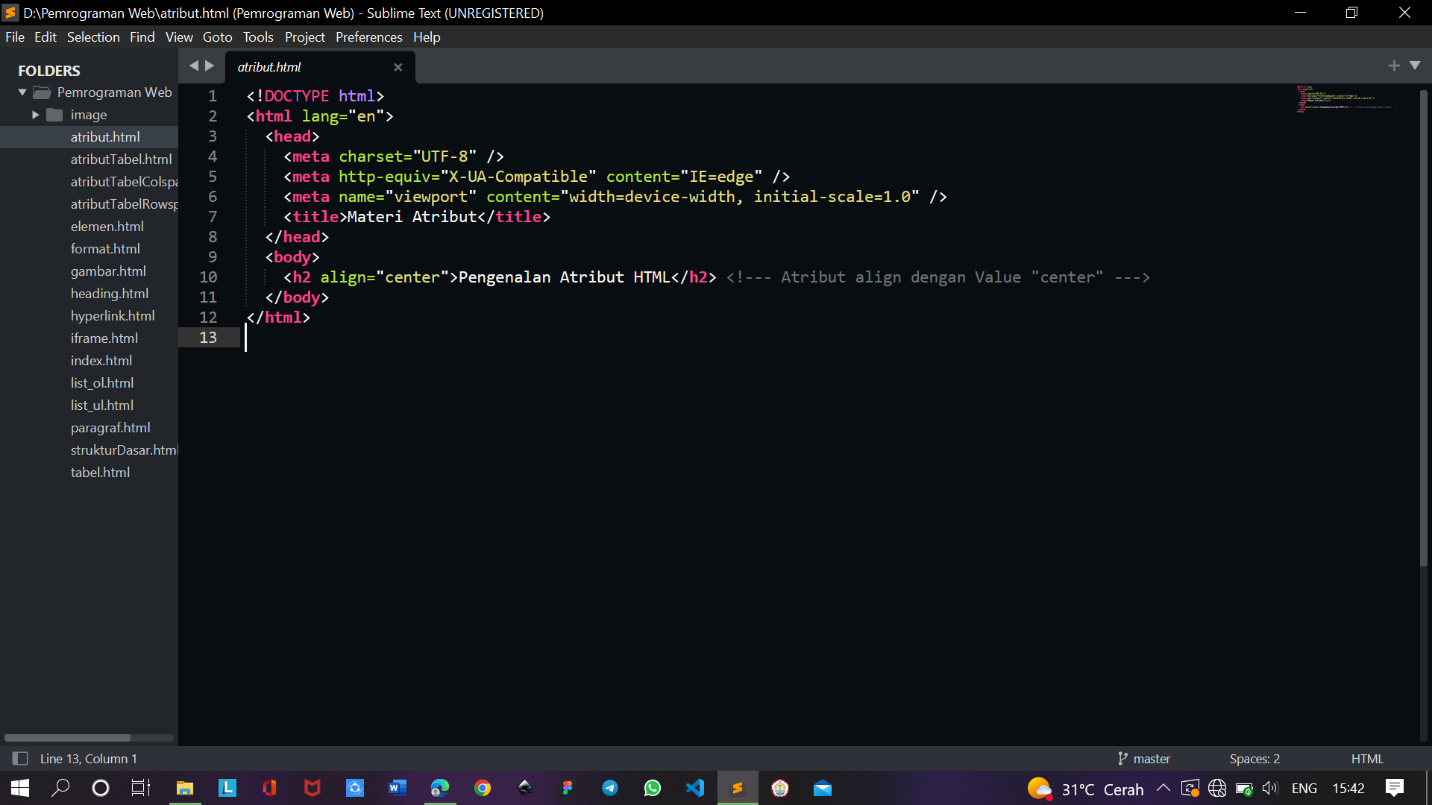 D:\Pemrograman Web\atribut.html (Pemrograman Web) - Sublime Text (UNREGISTERED)
File Edit Selection Find View Goto Tools Project Preferences Help
FOLDERS
Pemrograman Web
image
atribut.html
atributTabel.html
atributTabelColspa
atributTabelRowsp
elemen.html
format.html
gambar.html
heading.html
hyperlink.html
iframe.html
index.html
list_ol.html
list_ul.html
paragraf.html
strukturDasar.html
tabel.html
atribut.html
1 <!DOCTYPE html>
2 <html lang="en">
3 <head>
4 <meta charset="UTF-8" />
5 <meta http-equiv="X-UA-Compatible" content="IE=edge" />
6 <meta name="viewport" content="width=device-width, initial-scale=1.0" />
7 <title>Materi Atribut</title>
8 </head>
9 <body>
10 <h2 align="center">Pengenalan Atribut HTML</h2> <!--- Atribut align dengan Value "center" --->
11 </body>
12 </html>
13
Line 13, Column 1
master
Spaces: 2
HTML
31°C Cerah
ENG
15:42